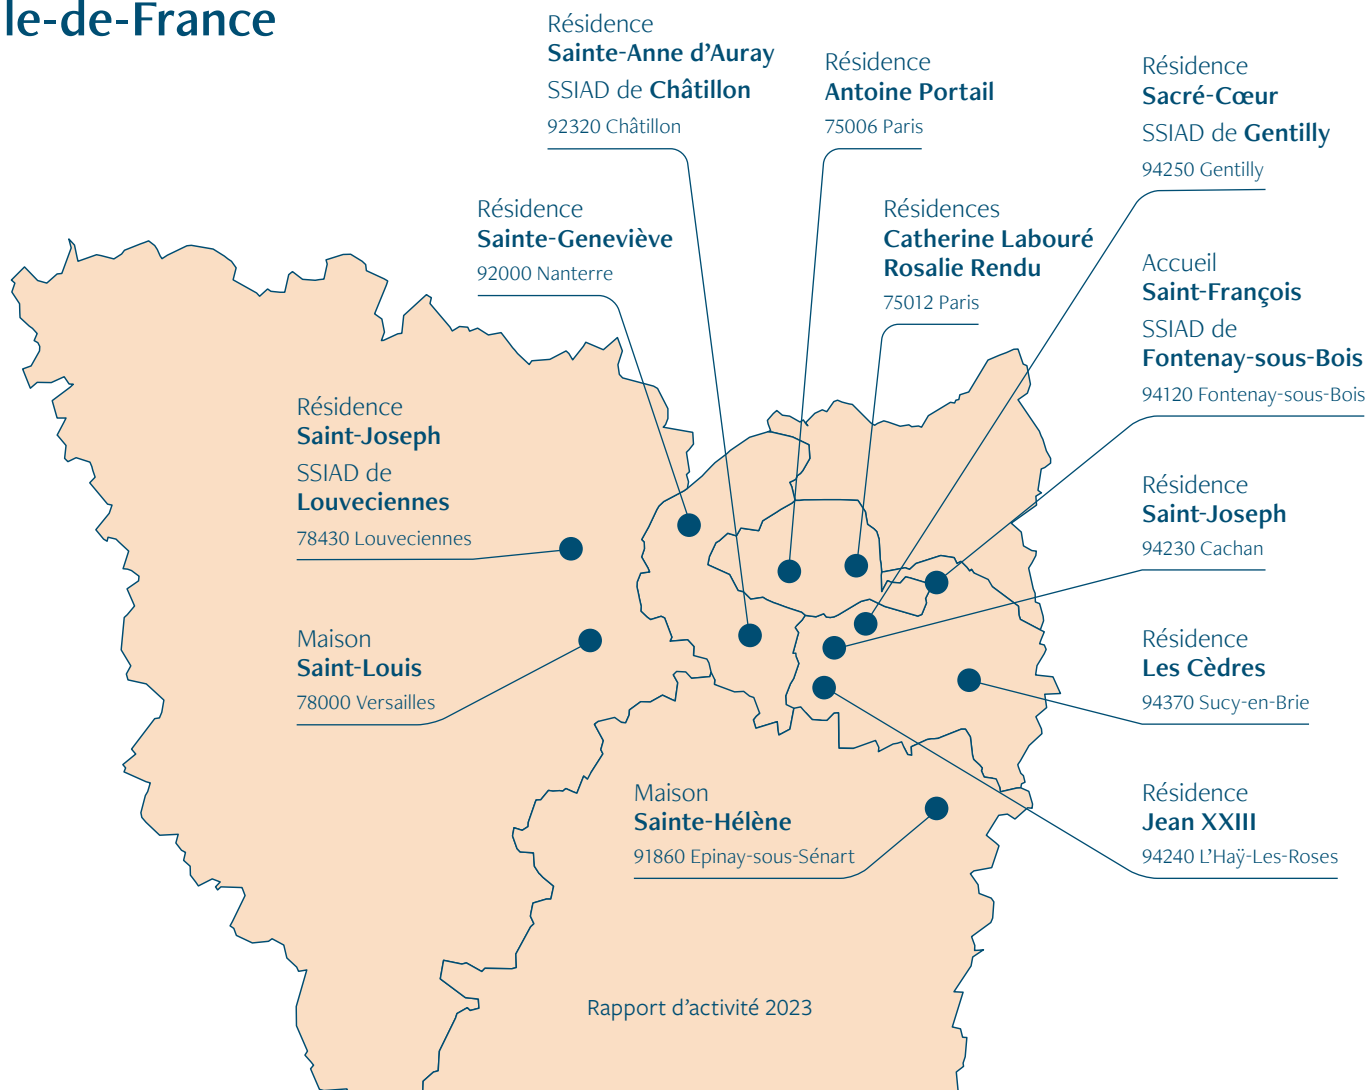 le-de-France
Résidence
Sainte-Anne d'Auray
SSIAD de Châtillon
92320 Châtillon
Résidence
Antoine Portail
75006 Paris
Résidence
Sacré-Cœur
SSIAD de Gentilly
94250 Gentilly
Résidence
Sainte-Geneviève
92000 Nanterre
Résidences
Catherine Labouré
Rosalie Rendu
75012 Paris
Accueil
Saint-François
SSIAD de
Fontenay-sous-Bois
94120 Fontenay-sous-Bois
Résidence
Saint-Joseph
SSIAD de
Louveciennes
78430 Louveciennes
Résidence
Saint-Joseph
94230 Cachan
Maison
Saint-Louis
78000 Versailles
Résidence
Les Cèdres
94370 Sucy-en-Brie
Maison
Sainte-Hélène
91860 Epinay-sous-Sénart
Résidence
Jean XXIII
94240 L'Haÿ-Les-Roses
Rapport d'activité 2023